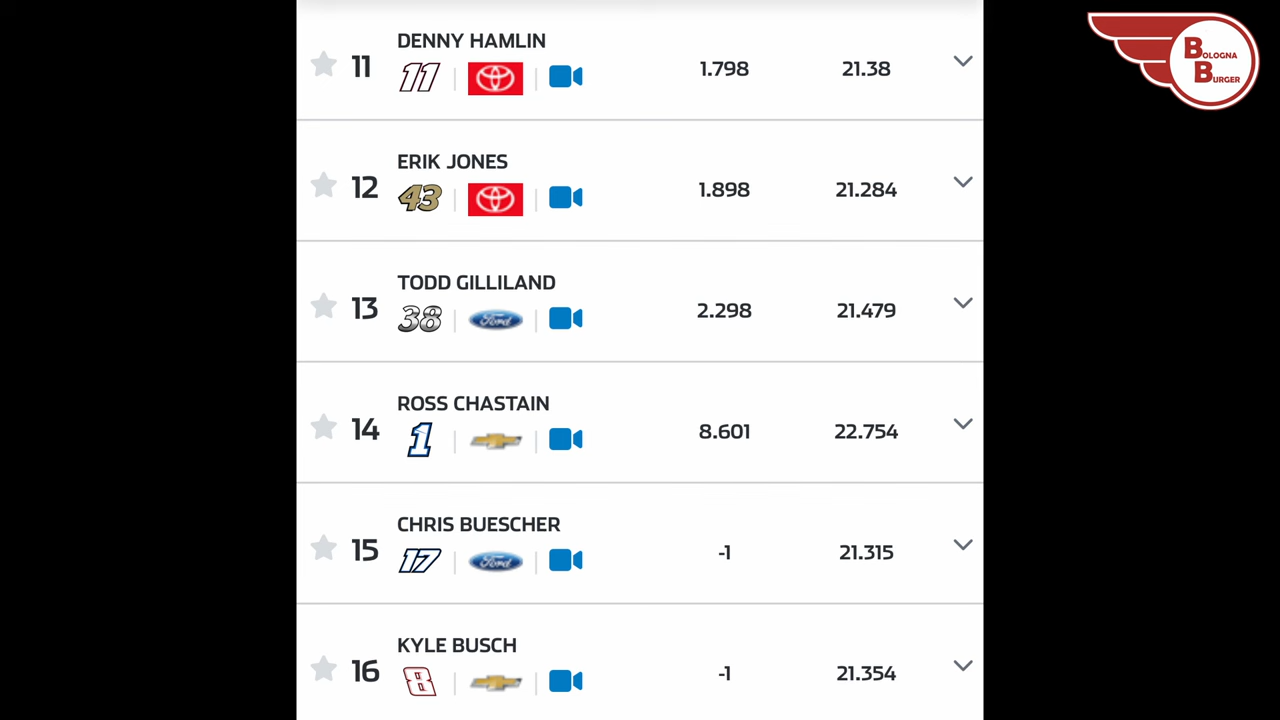 DENNY HAMLIN
11 11 1.798 21.38
ERIK JONES
12 43 1.898 21.284
TODD GILLILAND
13 38 Ford 2.298 21.479
ROSS CHASTAIN
14 1 8.601 22.754
CHRIS BUESCHER
15 17 Ford -1 21.315
KYLE BUSCH
16 8 -1 21.354
BOLOGNA
BURGER